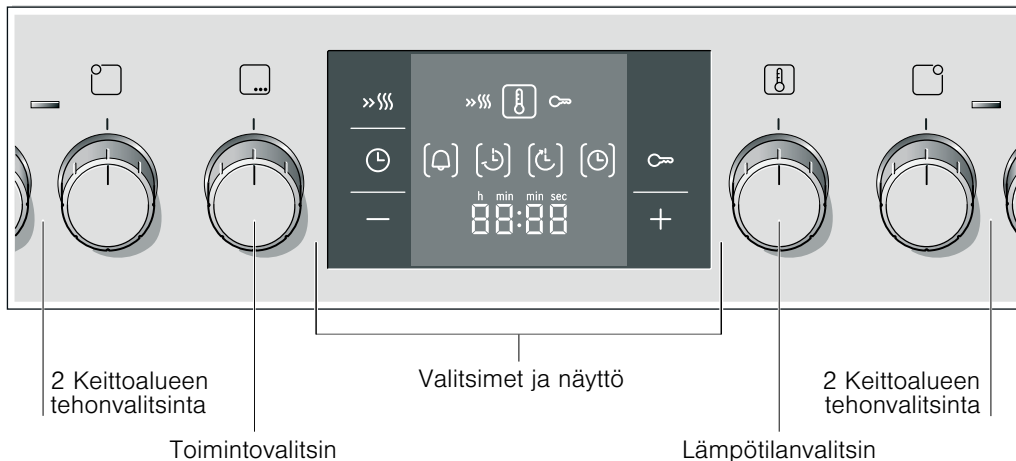 h min min sec
88:88
2 Keittoalueen
tehonvalitsinta
Valitsimet ja näyttö
2 Keittoalueen
tehonvalitsinta
Toimintovalitsin
Lämpötilanvalitsin